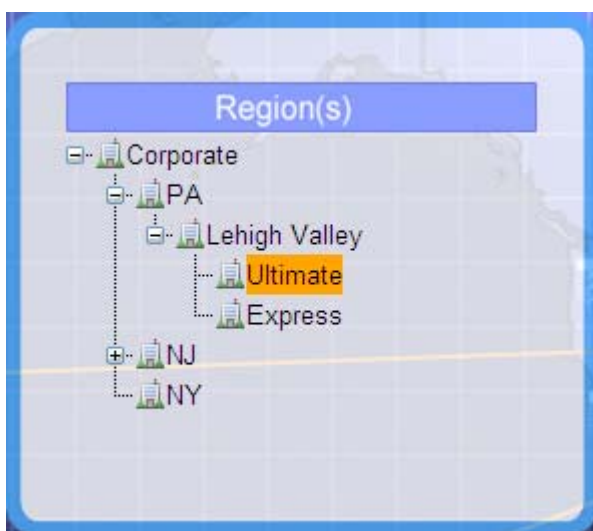 Region(s)
Corporate
PA
Lehigh Valley
Ultimate
Express
NJ
NY